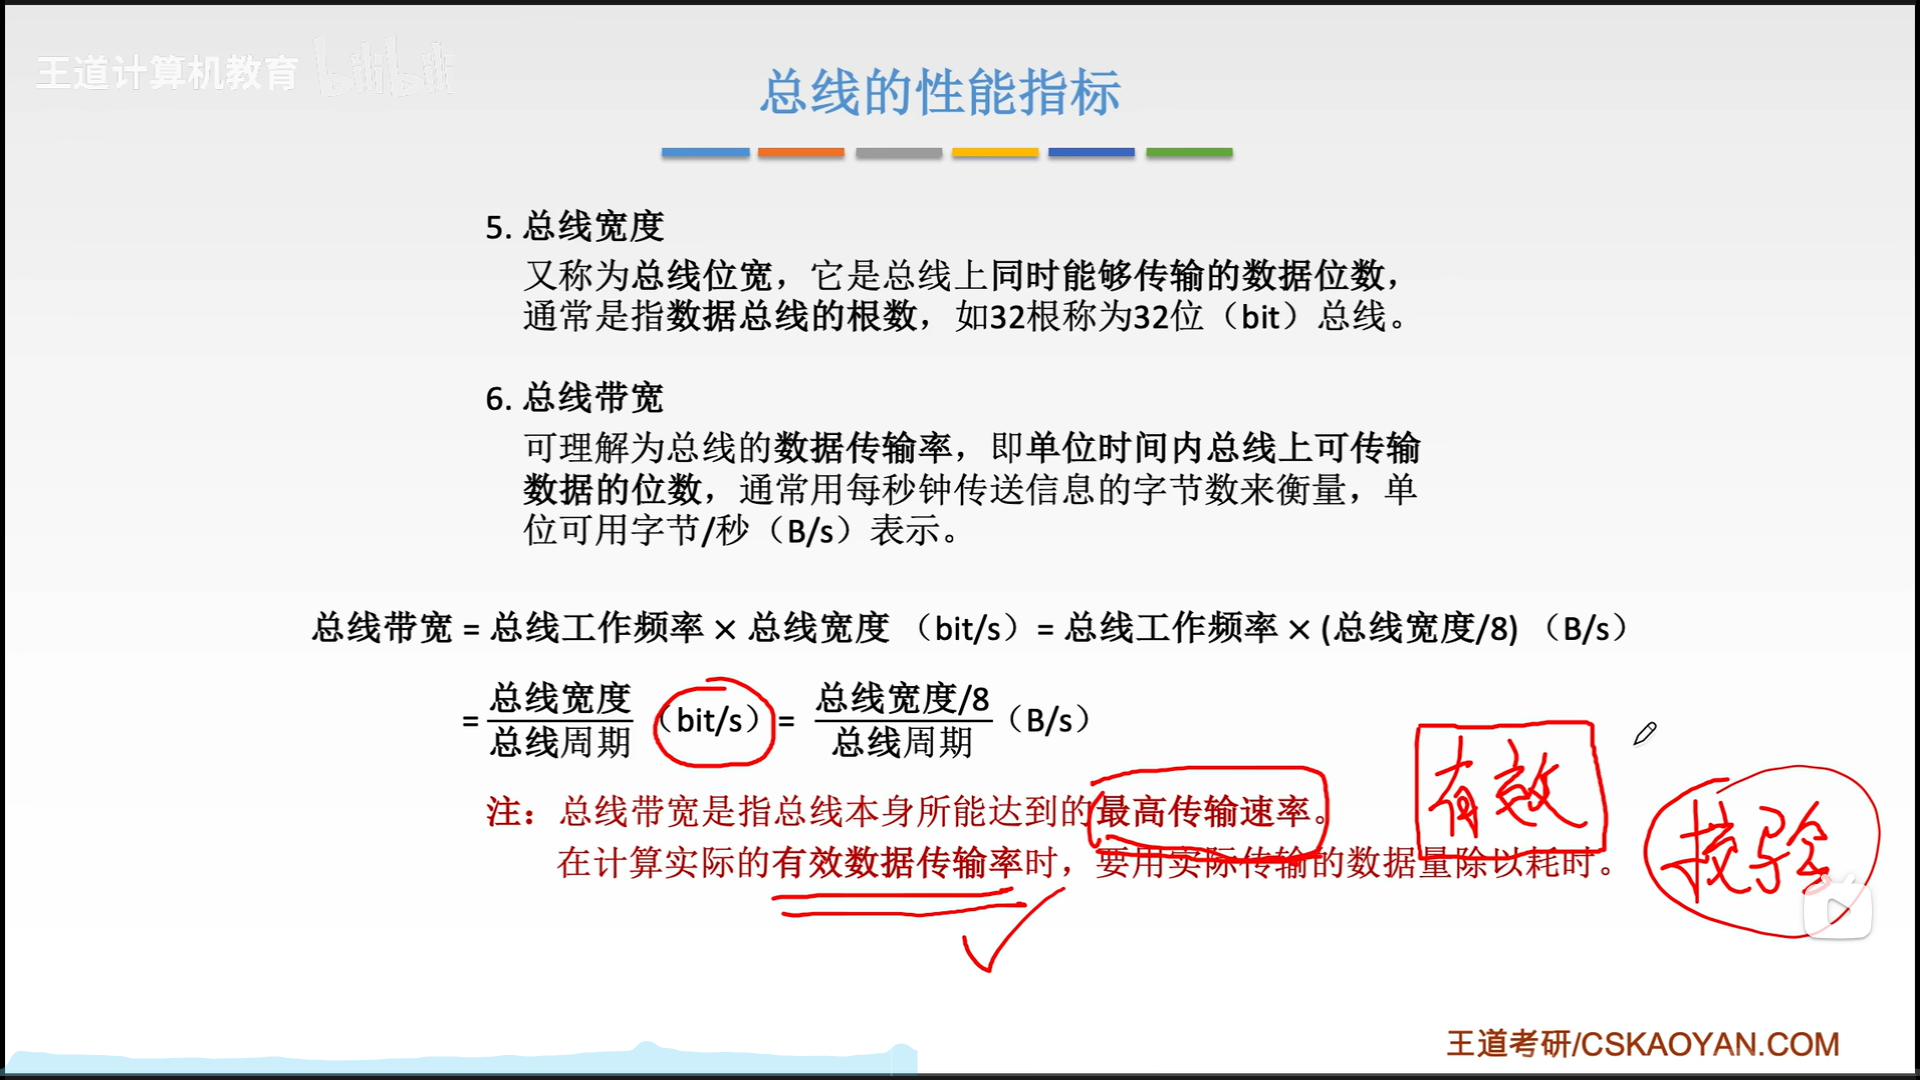 王道计算机教育 bilibili
总线的性能指标
5. 总线宽度
又称为总线位宽，它是总线上同时能够传输的数据位数，
通常是指数据总线的根数，如32根称为32位（bit）总线。
6. 总线带宽
可理解为总线的数据传输率，即单位时间内总线上可传输
数据的位数，通常用每秒钟传送信息的字节数来衡量，单
位可用字节/秒（B/s）表示。
总线带宽 = 总线工作频率 × 总线宽度 （bit/s）= 总线工作频率 × (总线宽度/8) （B/s）
= 总线宽度/总线周期 （bit/s） = 总线宽度/8/总线周期 （B/s）
注：总线带宽是指总线本身所能达到的最高传输速率。
在计算实际的有效数据传输率时，要用实际传输的数据量除以耗时。
有效
校验
王道考研/CSKAOYAN.COM